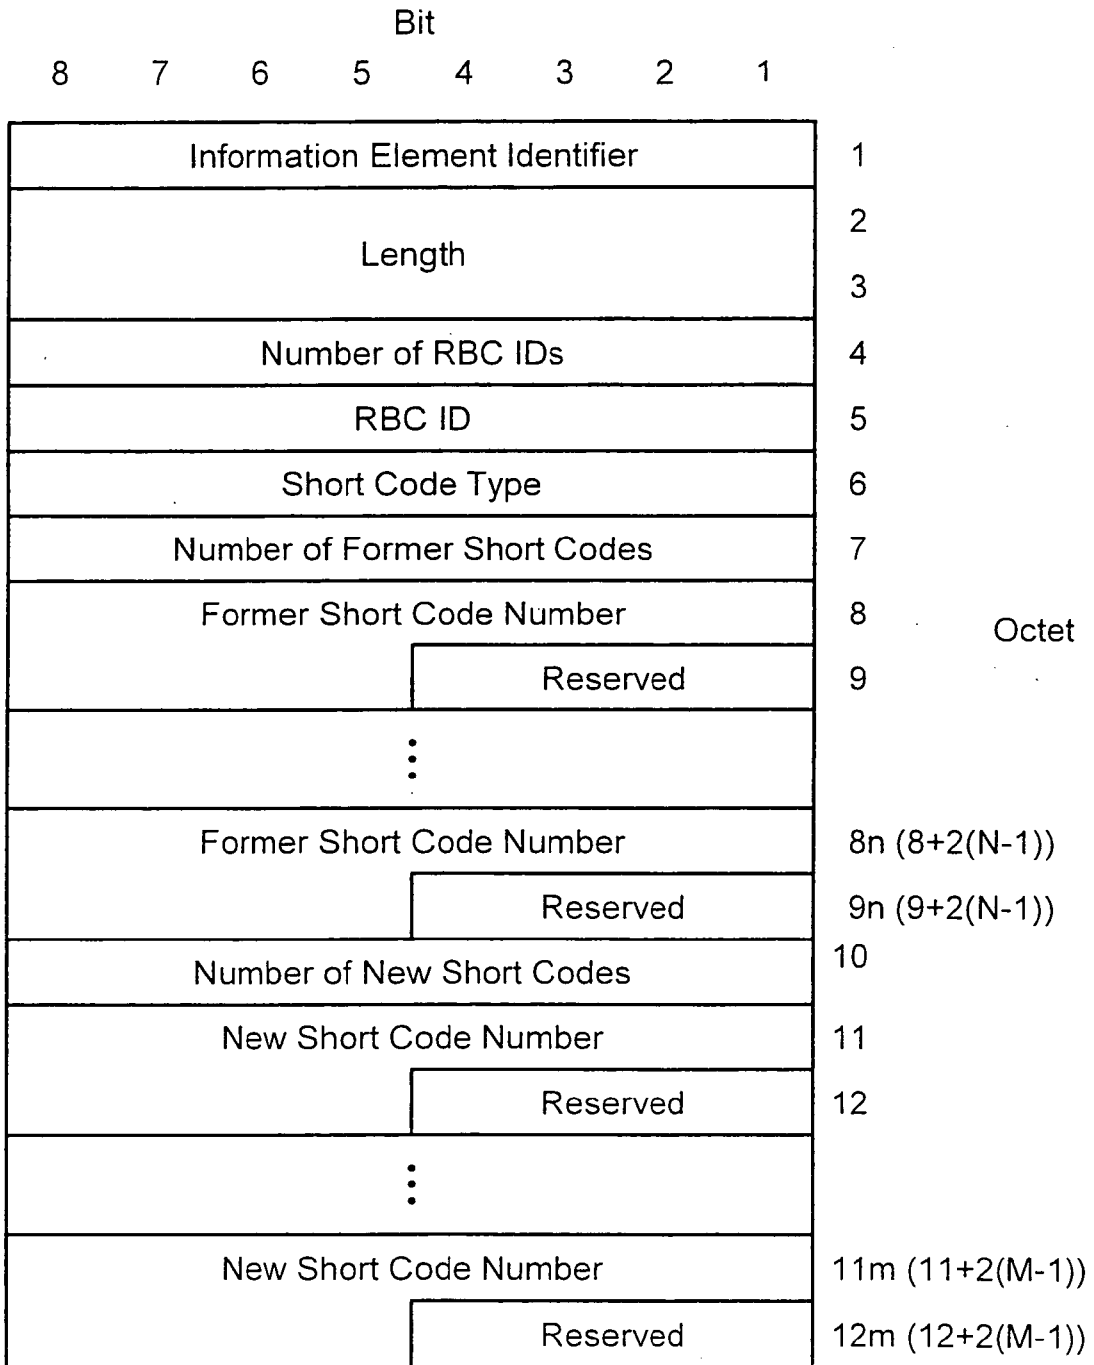 Bit
8 7 6 5 4 3 2 1
Information Element Identifier 1
2
Length
3
Number of RBC IDs 4
RBC ID 5
Short Code Type 6
Number of Former Short Codes 7
Former Short Code Number 8
Octet
Reserved 9
Former Short Code Number 8n (8+2(N-1))
Reserved 9n (9+2(N-1))
Number of New Short Codes 10
New Short Code Number 11
Reserved 12
New Short Code Number 11m (11+2(M-1))
Reserved 12m (12+2(M-1))